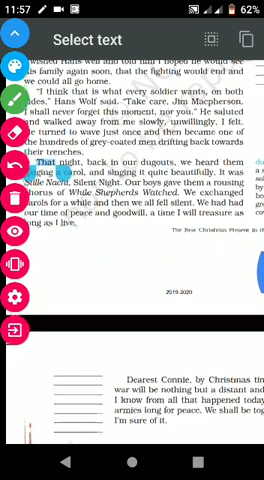 11:57
62%
Select text
wished Hans well and told him I hoped he would see
his family again soon, that the fighting would end and
we could all go home.
"I think that is what every soldier wants, on both
sides," Hans Wolf said. "Take care, Jim Macpherson.
I shall never forget this moment, nor you." He saluted
and walked away from me slowly, unwillingly, I felt.
He turned to wave just once and then became one of
the hundreds of grey-coated men drifting back towards
their trenches.
That night, back in our dugouts, we heard them
singing a carol, and singing it quite beautifully. It was
Stille Nacht, Silent Night. Our boys gave them a rousing
chorus of While Shepherds Watched. We exchanged
carols for a while and then we all fell silent. We had had
our time of peace and goodwill, a time I will treasure as
long as I live.
The Best Christmas Present in th
2019-2020
Dearest Connie, by Christmas tim
war will be nothing but a distant and
I know from all that happened today
armies long for peace. We shall be tog
I'm sure of it.